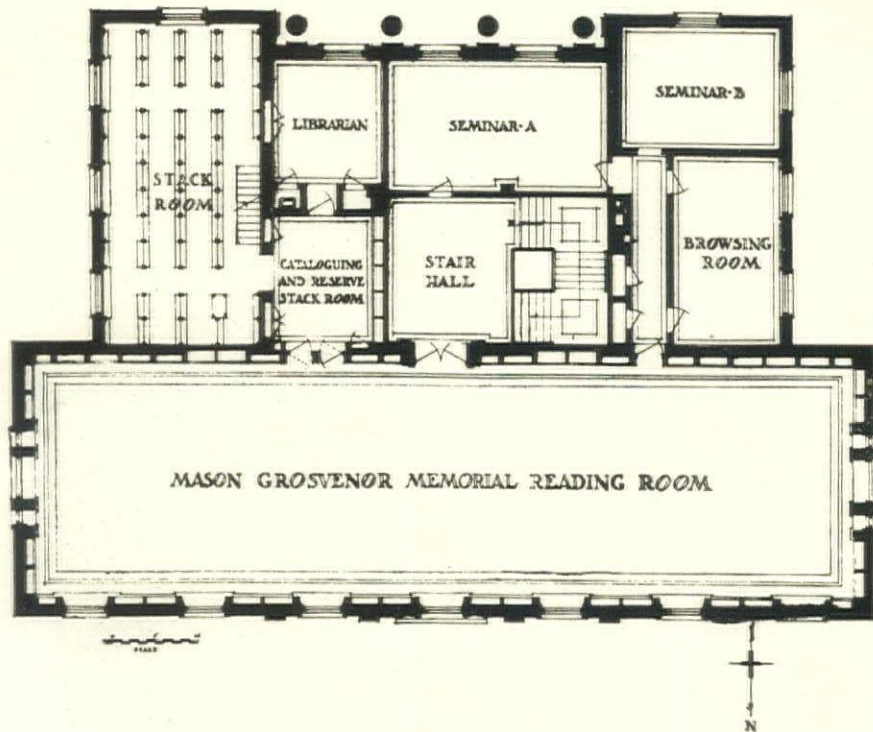 STACK
ROOM
LIBRARIAN
SEMINAR-A
SEMINAR-B
CATALOGUING
AND RESERVE
STACK ROOM
STAIR
HALL
BROWSING
ROOM
MASON GROSVENOR MEMORIAL READING ROOM
SCALE
N